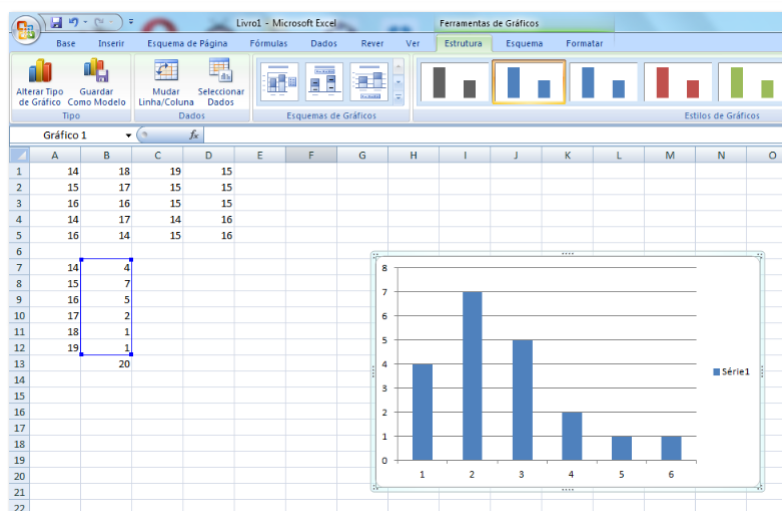 Livro1 - Microsoft Excel
Ferramentas de Gráficos
Base Inserir Esquema de Página Fórmulas Dados Rever Ver Estrutura Esquema Formatar
Alterar Tipo Guardar Mudar Seleccionar
de Gráfico Como Modelo Linha/Coluna Dados
Tipo Dados Esquemas de Gráficos Estilos de Gráficos
Gráfico 1 fx
A B C D E F G H I J K L M N O
1 14 18 19 15
2 15 17 15 15
3 16 16 15 15
4 14 17 14 16
5 16 14 15 16
6
7 14 4
8 15 7
9 16 5
10 17 2
11 18 1
12 19 1
13 20
14
15
16
17
18
19
20
21
22
8
7
6
5
4
3
2
1
0
1 2 3 4 5 6
Série1